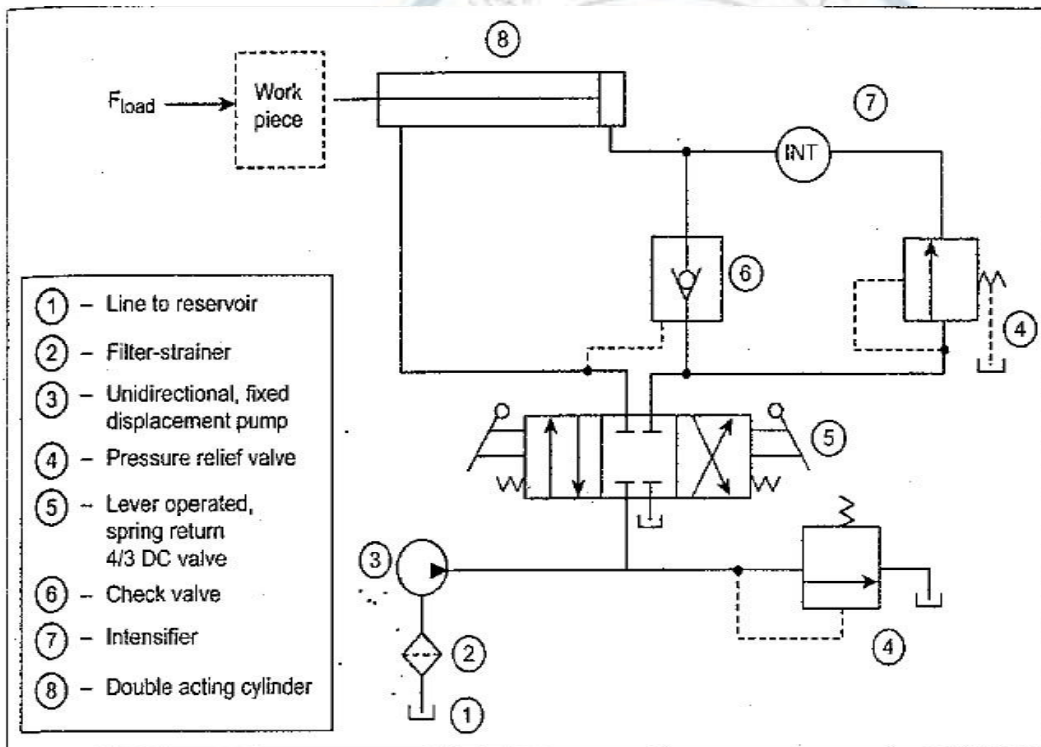 8
F load
Work
piece
7
INT
6
4
5
3
4
2
1
1 – Line to reservoir
2 – Filter-strainer
3 – Unidirectional, fixed
displacement pump
4 – Pressure relief valve
5 – Lever operated,
spring return
4/3 DC valve
6 – Check valve
7 – Intensifier
8 – Double acting cylinder